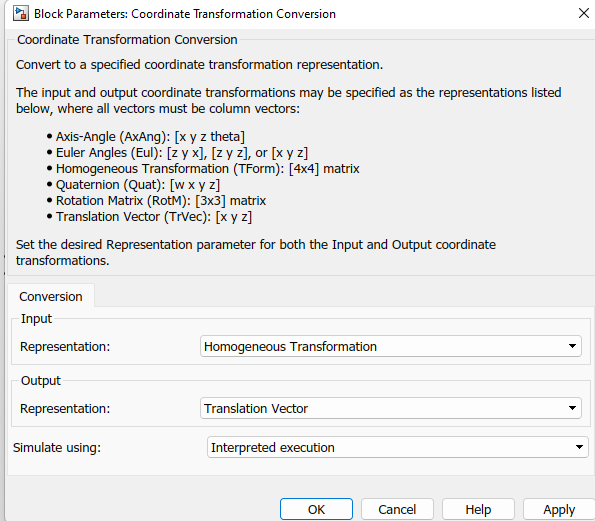 Block Parameters: Coordinate Transformation Conversion
Coordinate Transformation Conversion
Convert to a specified coordinate transformation representation.
The input and output coordinate transformations may be specified as the representations listed
below, where all vectors must be column vectors:
• Axis-Angle (AxAng): [x y z theta]
• Euler Angles (Eul): [z y x], [z y z], or [x y z]
• Homogeneous Transformation (TForm): [4x4] matrix
• Quaternion (Quat): [w x y z]
• Rotation Matrix (RotM): [3x3] matrix
• Translation Vector (TrVec): [x y z]
Set the desired Representation parameter for both the Input and Output coordinate
transformations.
Conversion
Input
Representation: Homogeneous Transformation
Output
Representation: Translation Vector
Simulate using: Interpreted execution
OK Cancel Help Apply